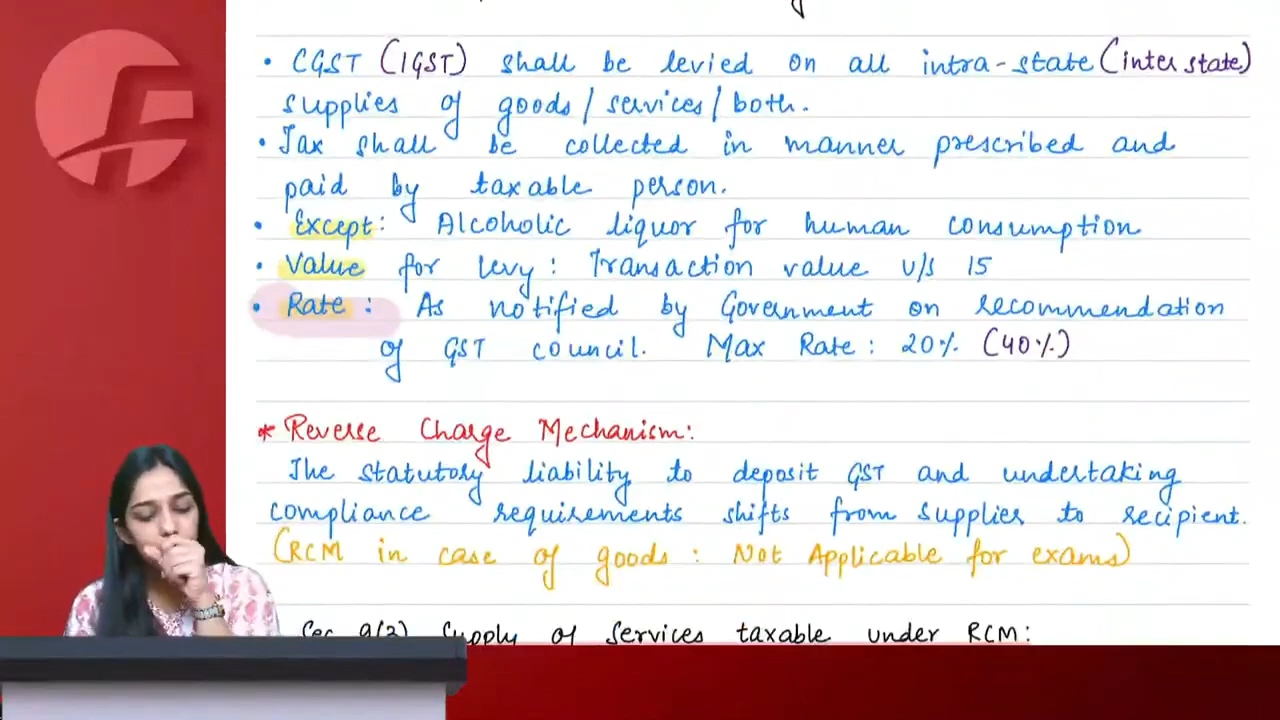 • CGST (IGST) shall be levied on all intra-state (inter state)
supplies of goods/services/both.
• Tax shall be collected in manner prescribed and
paid by taxable person.
• Except: Alcoholic liquor for human consumption
• Value for levy: Transaction value u/s 15
• Rate: As notified by Government on recommendation
of GST council. Max Rate: 20% (40%)
* Reverse Charge Mechanism:
The statutory liability to deposit GST and undertaking
compliance requirements shifts from supplier to recipient.
(RCM in case of goods: Not Applicable for exams)
Supply of services taxable under RCM: